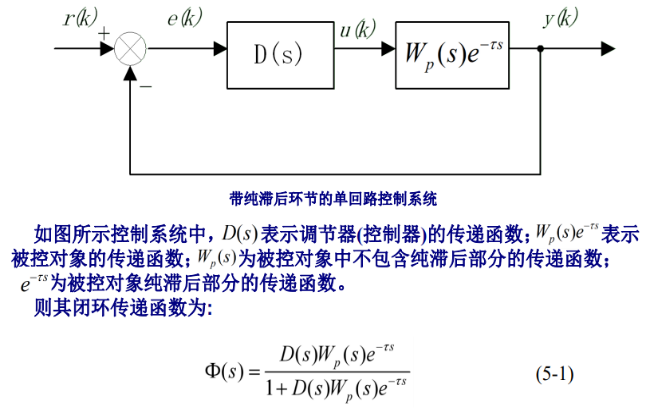 r(k)
+
e(k)
D(s)
u(k)
W_p(s)e^{-τs}
y(k)
−
带纯滞后环节的单回路控制系统
如图所示控制系统中，D(s)表示调节器(控制器)的传递函数；W_p(s)e^{-τs}表示
被控对象的传递函数；W_p(s)为被控对象中不包含纯滞后部分的传递函数；
e^{-τs}为被控对象纯滞后部分的传递函数。
则其闭环传递函数为:
Φ(s) = \frac{D(s)W_p(s)e^{-τs}}{1 + D(s)W_p(s)e^{-τs}} (5-1)